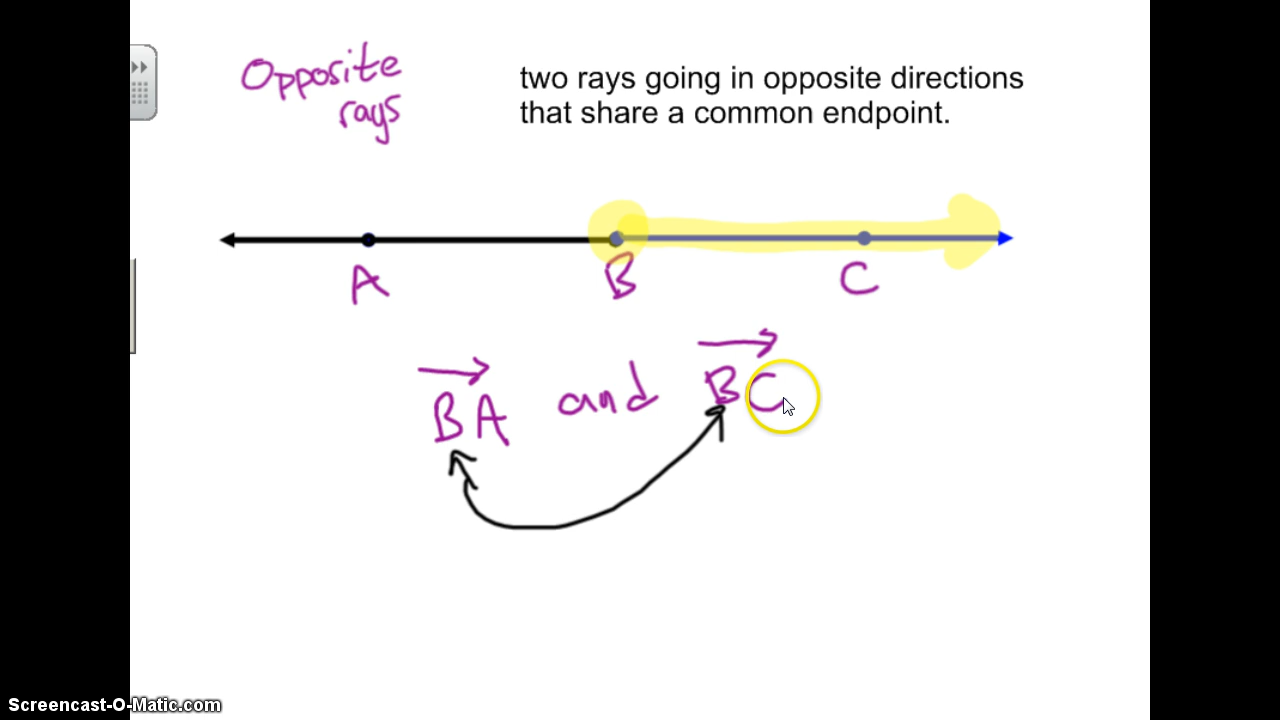 Opposite
rays
two rays going in opposite directions
that share a common endpoint.
A B C
BA and BC
Screencast-O-Matic.com